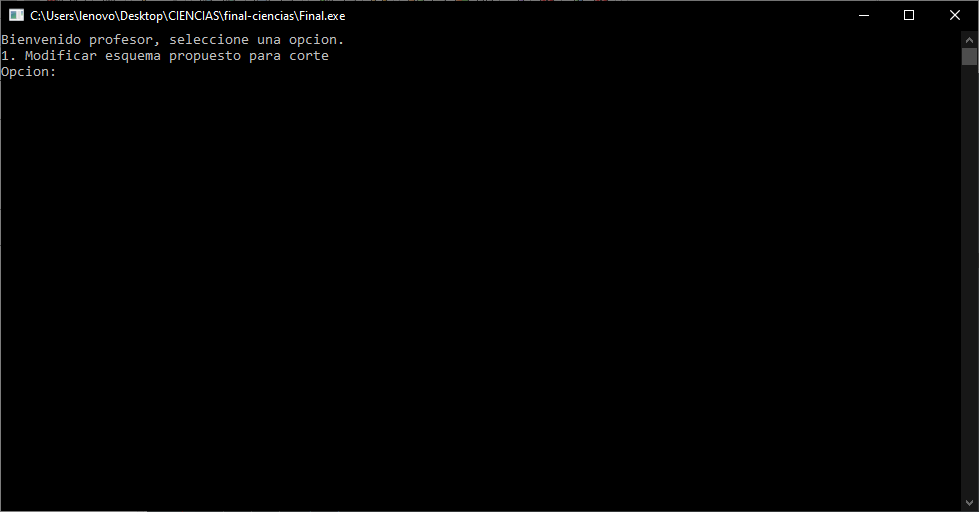 C:\Users\lenovo\Desktop\CIENCIAS\final-ciencias\Final.exe
Bienvenido profesor, seleccione una opcion.
1. Modificar esquema propuesto para corte
Opcion: